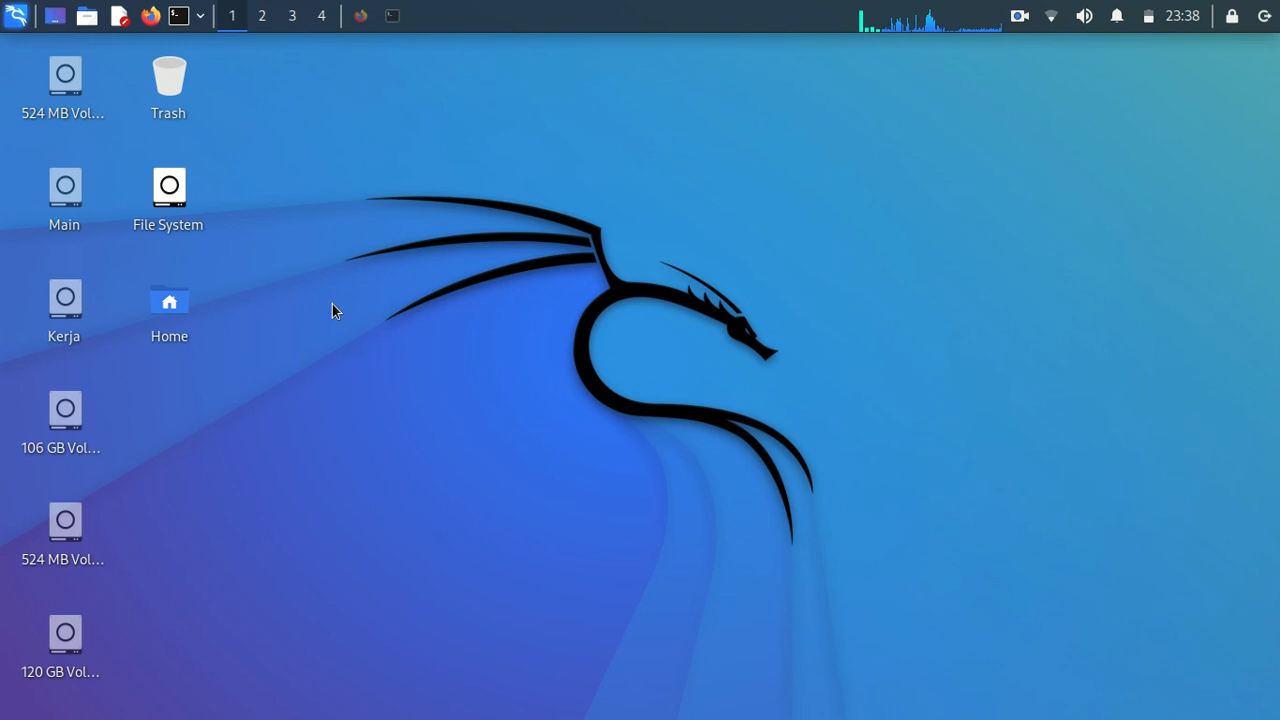 1 2 3 4 23:38
524 MB Vol... Trash
Main File System
Kerja Home
106 GB Vol...
524 MB Vol...
120 GB Vol...